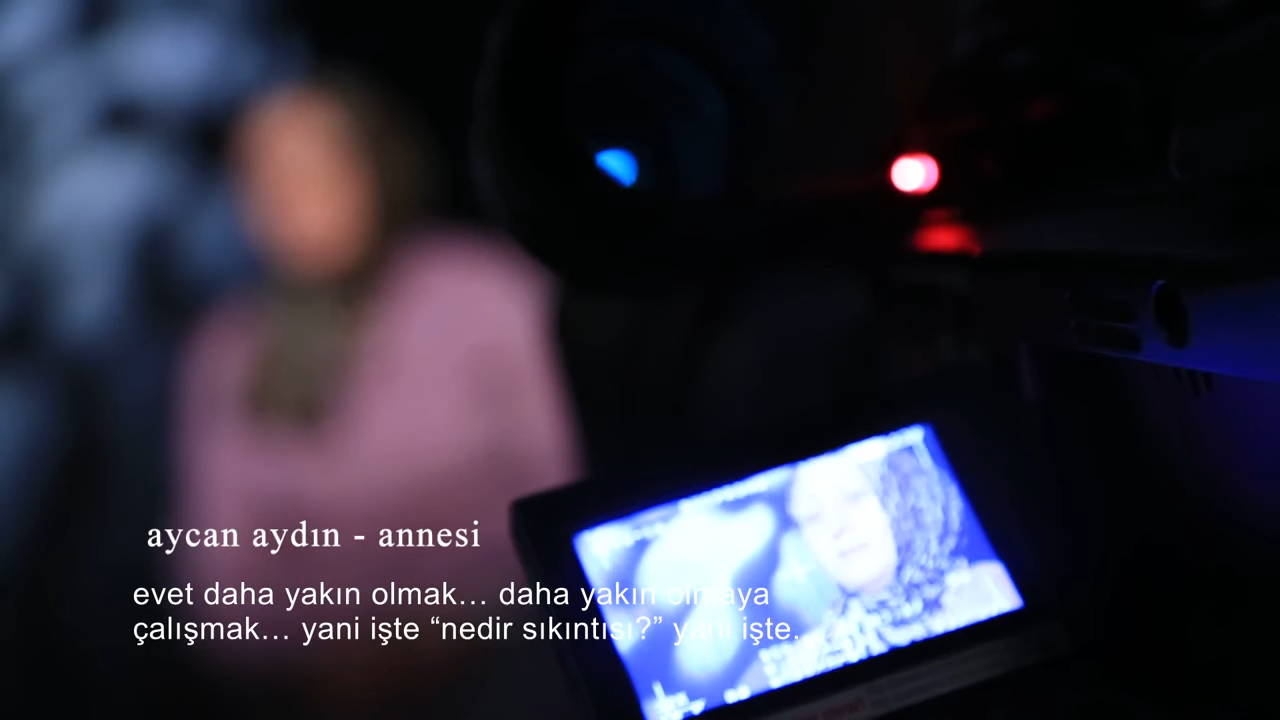 aycan aydın - annesi
evet daha yakın olmak… daha yakın olmaya
çalışmak… yani işte “nedir sıkıntısı?” yani işte.